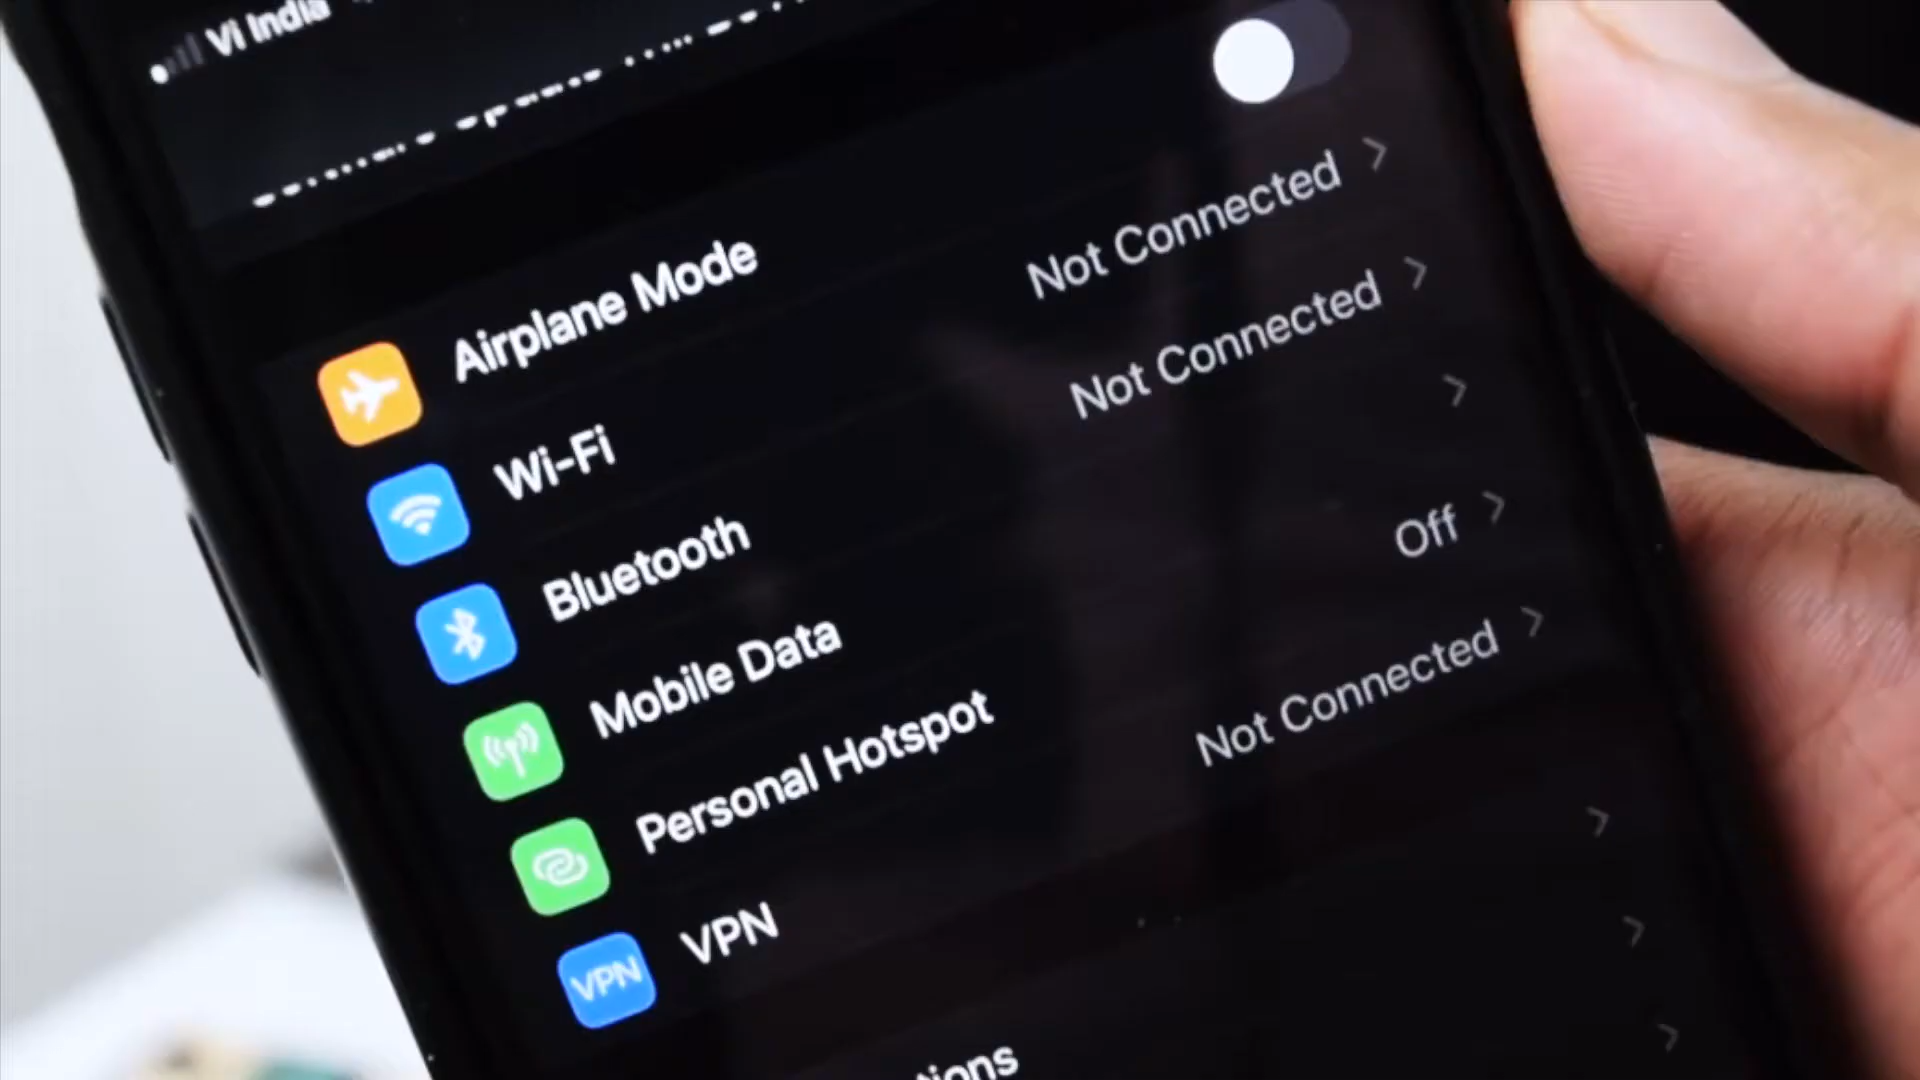 Vi India
Airplane Mode
Wi-Fi
Not Connected
Bluetooth
Not Connected
Mobile Data
Personal Hotspot
Off
VPN
VPN
Not Connected